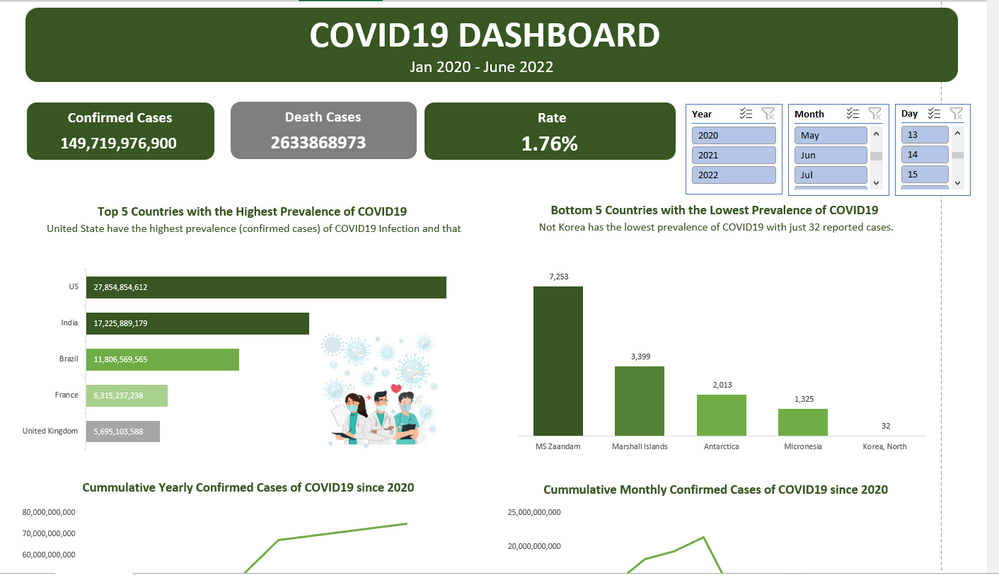 COVID19 DASHBOARD
Jan 2020 - June 2022
Confirmed Cases
149,719,976,900
Death Cases
2633868973
Rate
1.76%
Year
2020
2021
2022
Month
May
Jun
Jul
Day
13
14
15
Top 5 Countries with the Highest Prevalence of COVID19
United State have the highest prevalence (confirmed cases) of COVID19 Infection and that
US
27,854,854,612
India
17,225,889,179
Brazil
11,806,569,565
France
6,315,237,238
United Kingdom
5,695,103,588
Bottom 5 Countries with the Lowest Prevalence of COVID19
Not Korea has the lowest prevalence of COVID19 with just 32 reported cases.
7,253
3,399
2,013
1,325
32
MS Zaandam
Marshall Islands
Antarctica
Micronesia
Korea, North
Cummulative Yearly Confirmed Cases of COVID19 since 2020
80,000,000,000
70,000,000,000
60,000,000,000
Cummulative Monthly Confirmed Cases of COVID19 since 2020
25,000,000,000
20,000,000,000